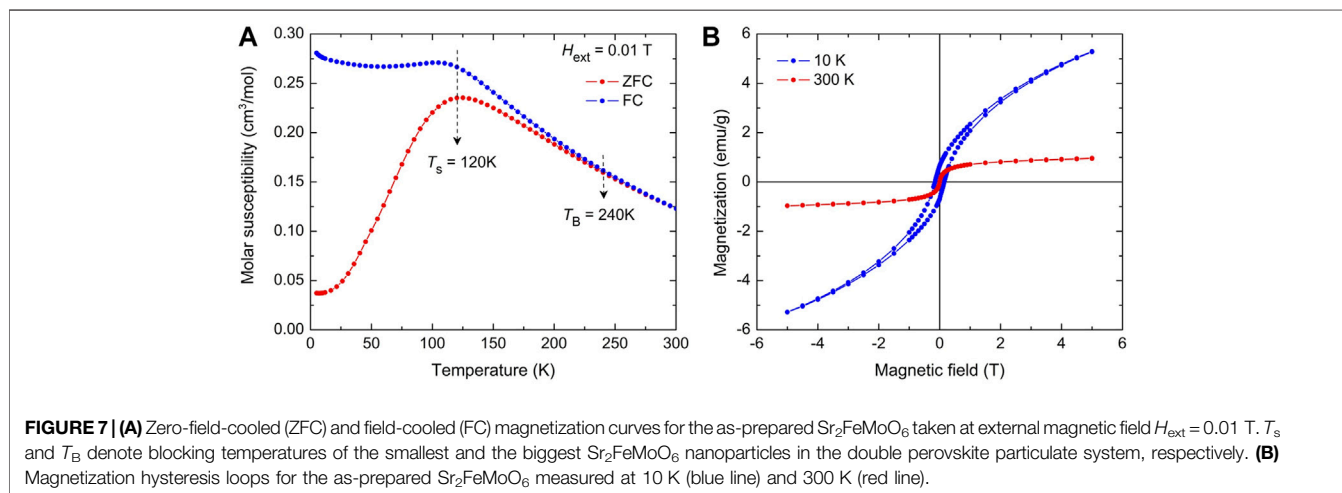 A
0.30
0.25
0.20
0.15
0.10
0.05
0.00
Molar susceptibility (cm³/mol)
H_ext = 0.01 T
ZFC
FC
T_s = 120K
T_B = 240K
0 50 100 150 200 250 300
Temperature (K)
B
6
4
2
0
-2
-4
-6
Magnetization (emu/g)
10 K
300 K
-6 -4 -2 0 2 4 6
Magnetic field (T)
FIGURE 7 | (A) Zero-field-cooled (ZFC) and field-cooled (FC) magnetization curves for the as-prepared Sr₂FeMoO₆ taken at external magnetic field H_ext = 0.01 T. T_s
and T_B denote blocking temperatures of the smallest and the biggest Sr₂FeMoO₆ nanoparticles in the double perovskite particulate system, respectively. (B)
Magnetization hysteresis loops for the as-prepared Sr₂FeMoO₆ measured at 10 K (blue line) and 300 K (red line).